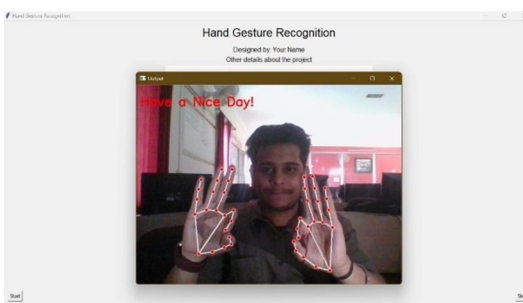 Hand Gesture Recognition
Hand Gesture Recognition
Designed by: Your Name
Other details about the project
Output
Have a Nice Day!
Start